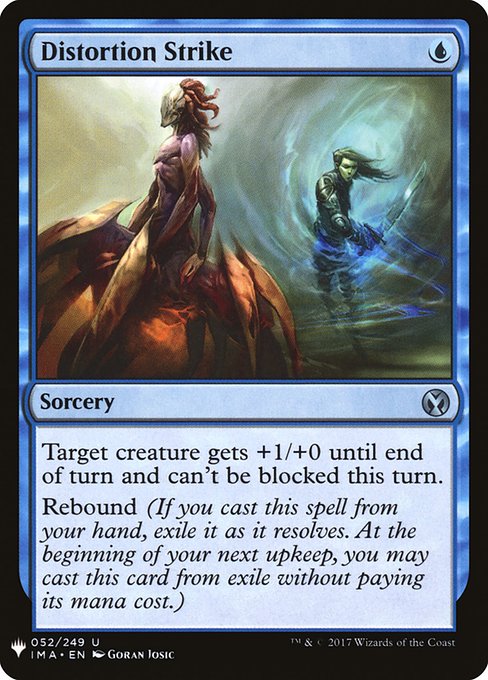 Distortion Strike
Sorcery
Target creature gets +1/+0 until end
of turn and can't be blocked this turn.
Rebound (If you cast this spell from
your hand, exile it as it resolves. At the
beginning of your next upkeep, you may
cast this card from exile without paying
its mana cost.)
052/249 U
IMA • EN Goran Josic
™ & © 2017 Wizards of the Coast